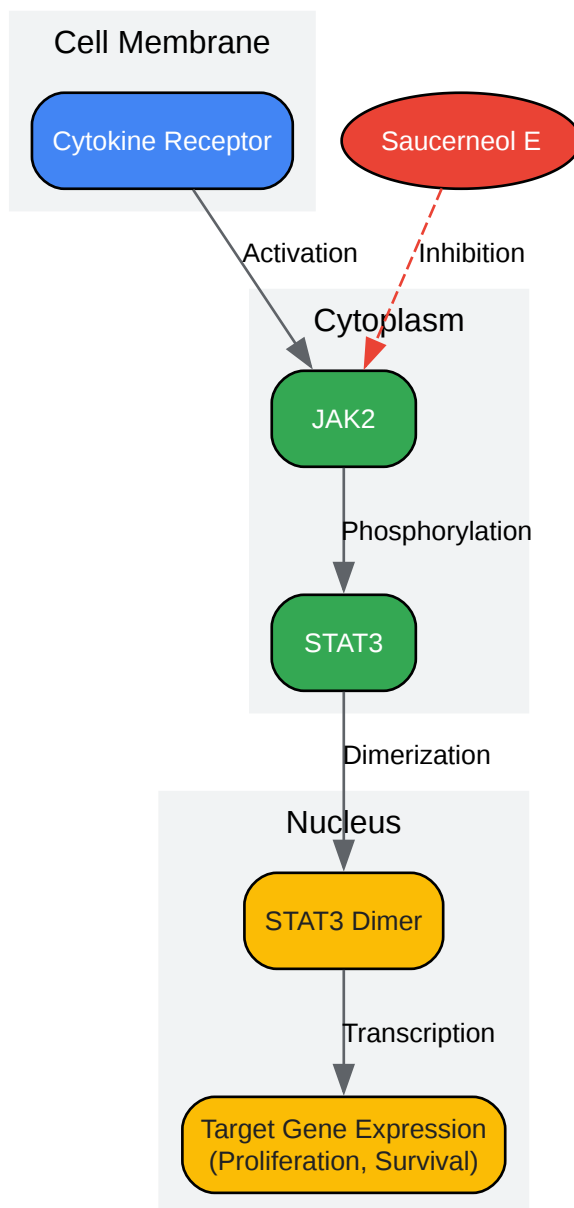 Cell Membrane
Cytokine Receptor
Saucerneol E
Activation
Inhibition
Cytoplasm
JAK2
Phosphorylation
STAT3
Dimerization
Nucleus
STAT3 Dimer
Transcription
Target Gene Expression
(Proliferation, Survival)